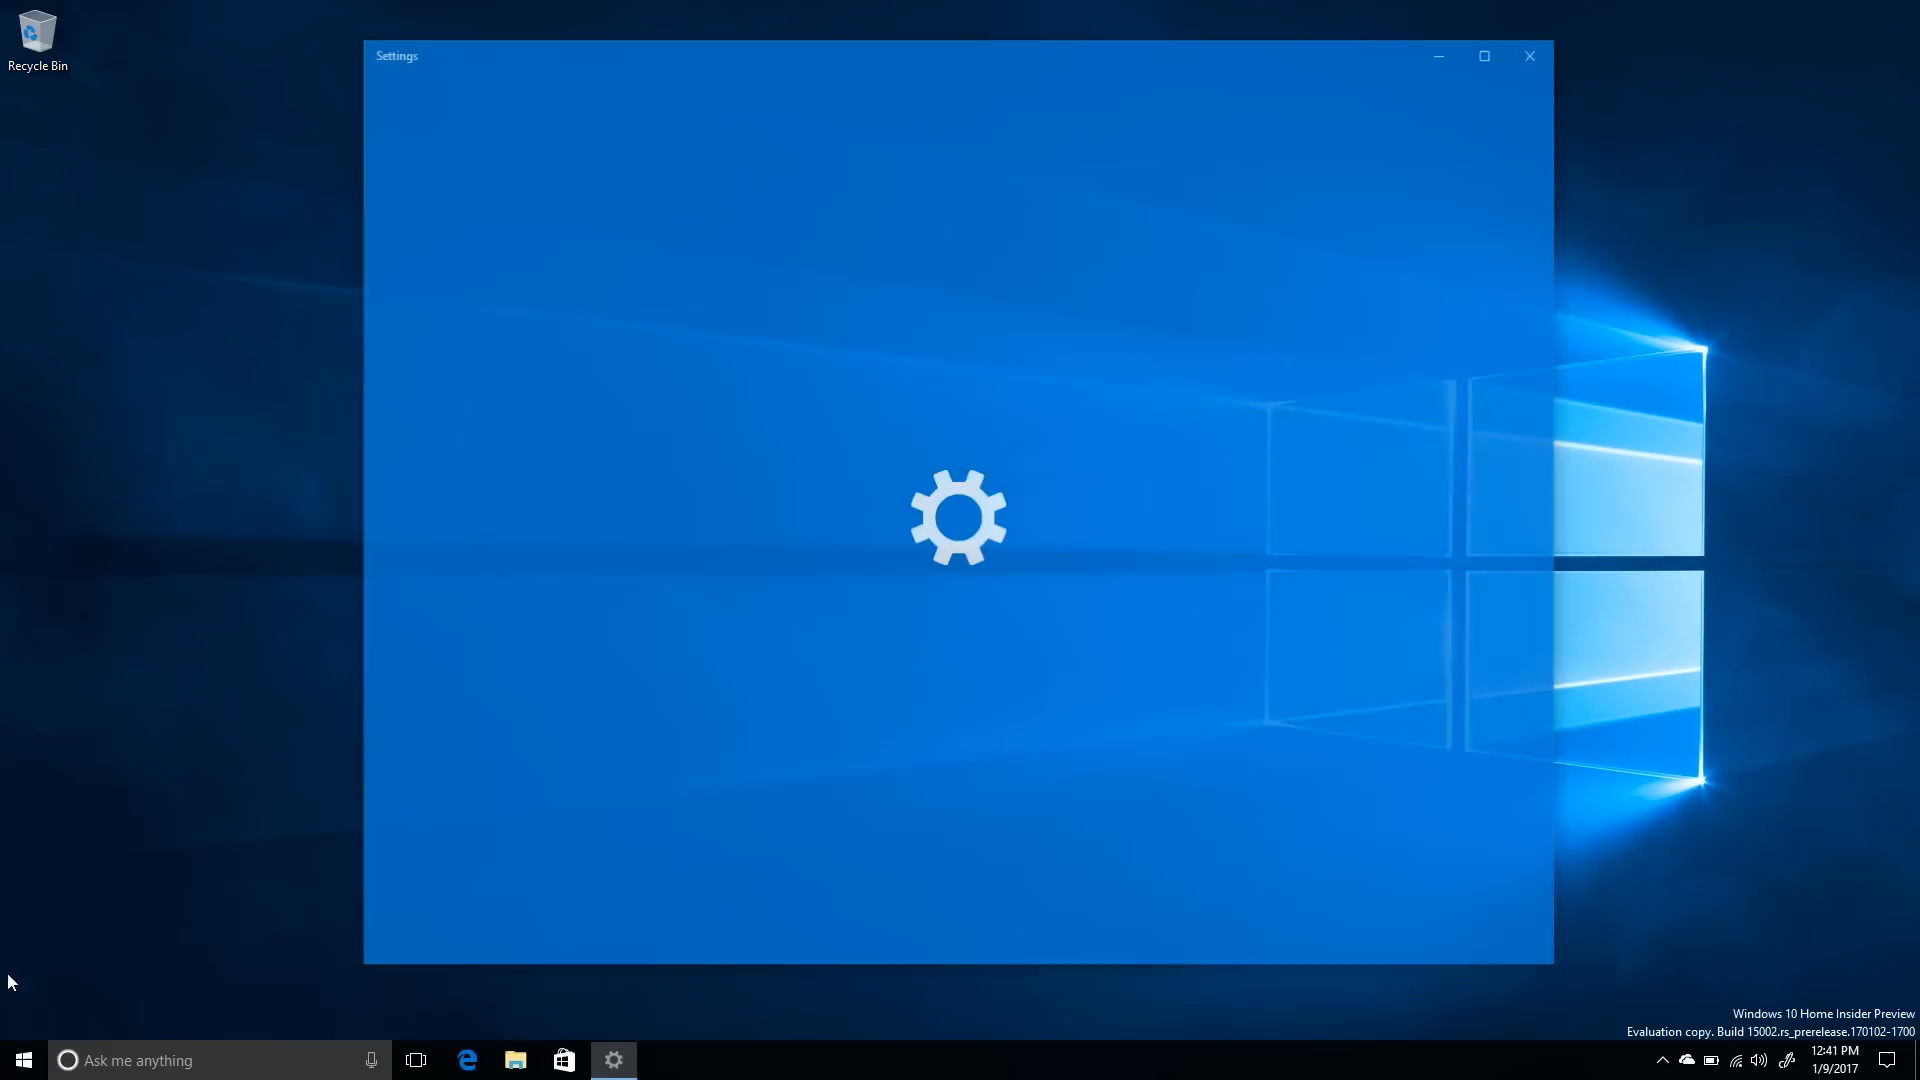 Recycle Bin
Settings
Windows 10 Home Insider Preview
Evaluation copy. Build 15002.rs_prerelease.170102-1700
Ask me anything
12:41 PM
1/9/2017